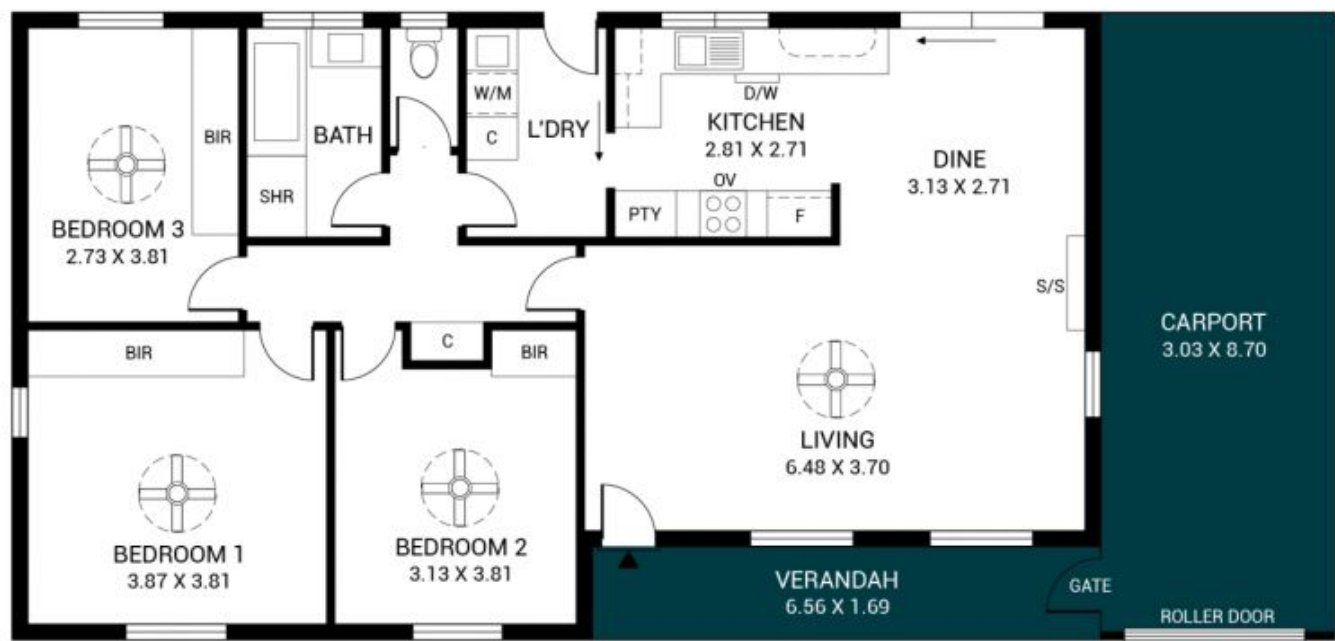 BEDROOM 3
2.73 X 3.81
BIR
BATH
SHR
W/M
C
L'DRY
D/W
KITCHEN
2.81 X 2.71
OV
PTY
F
DINE
3.13 X 2.71
S/S
CARPORT
3.03 X 8.70
BIR
BEDROOM 1
3.87 X 3.81
C
BIR
BEDROOM 2
3.13 X 3.81
LIVING
6.48 X 3.70
VERANDAH
6.56 X 1.69
GATE
ROLLER DOOR